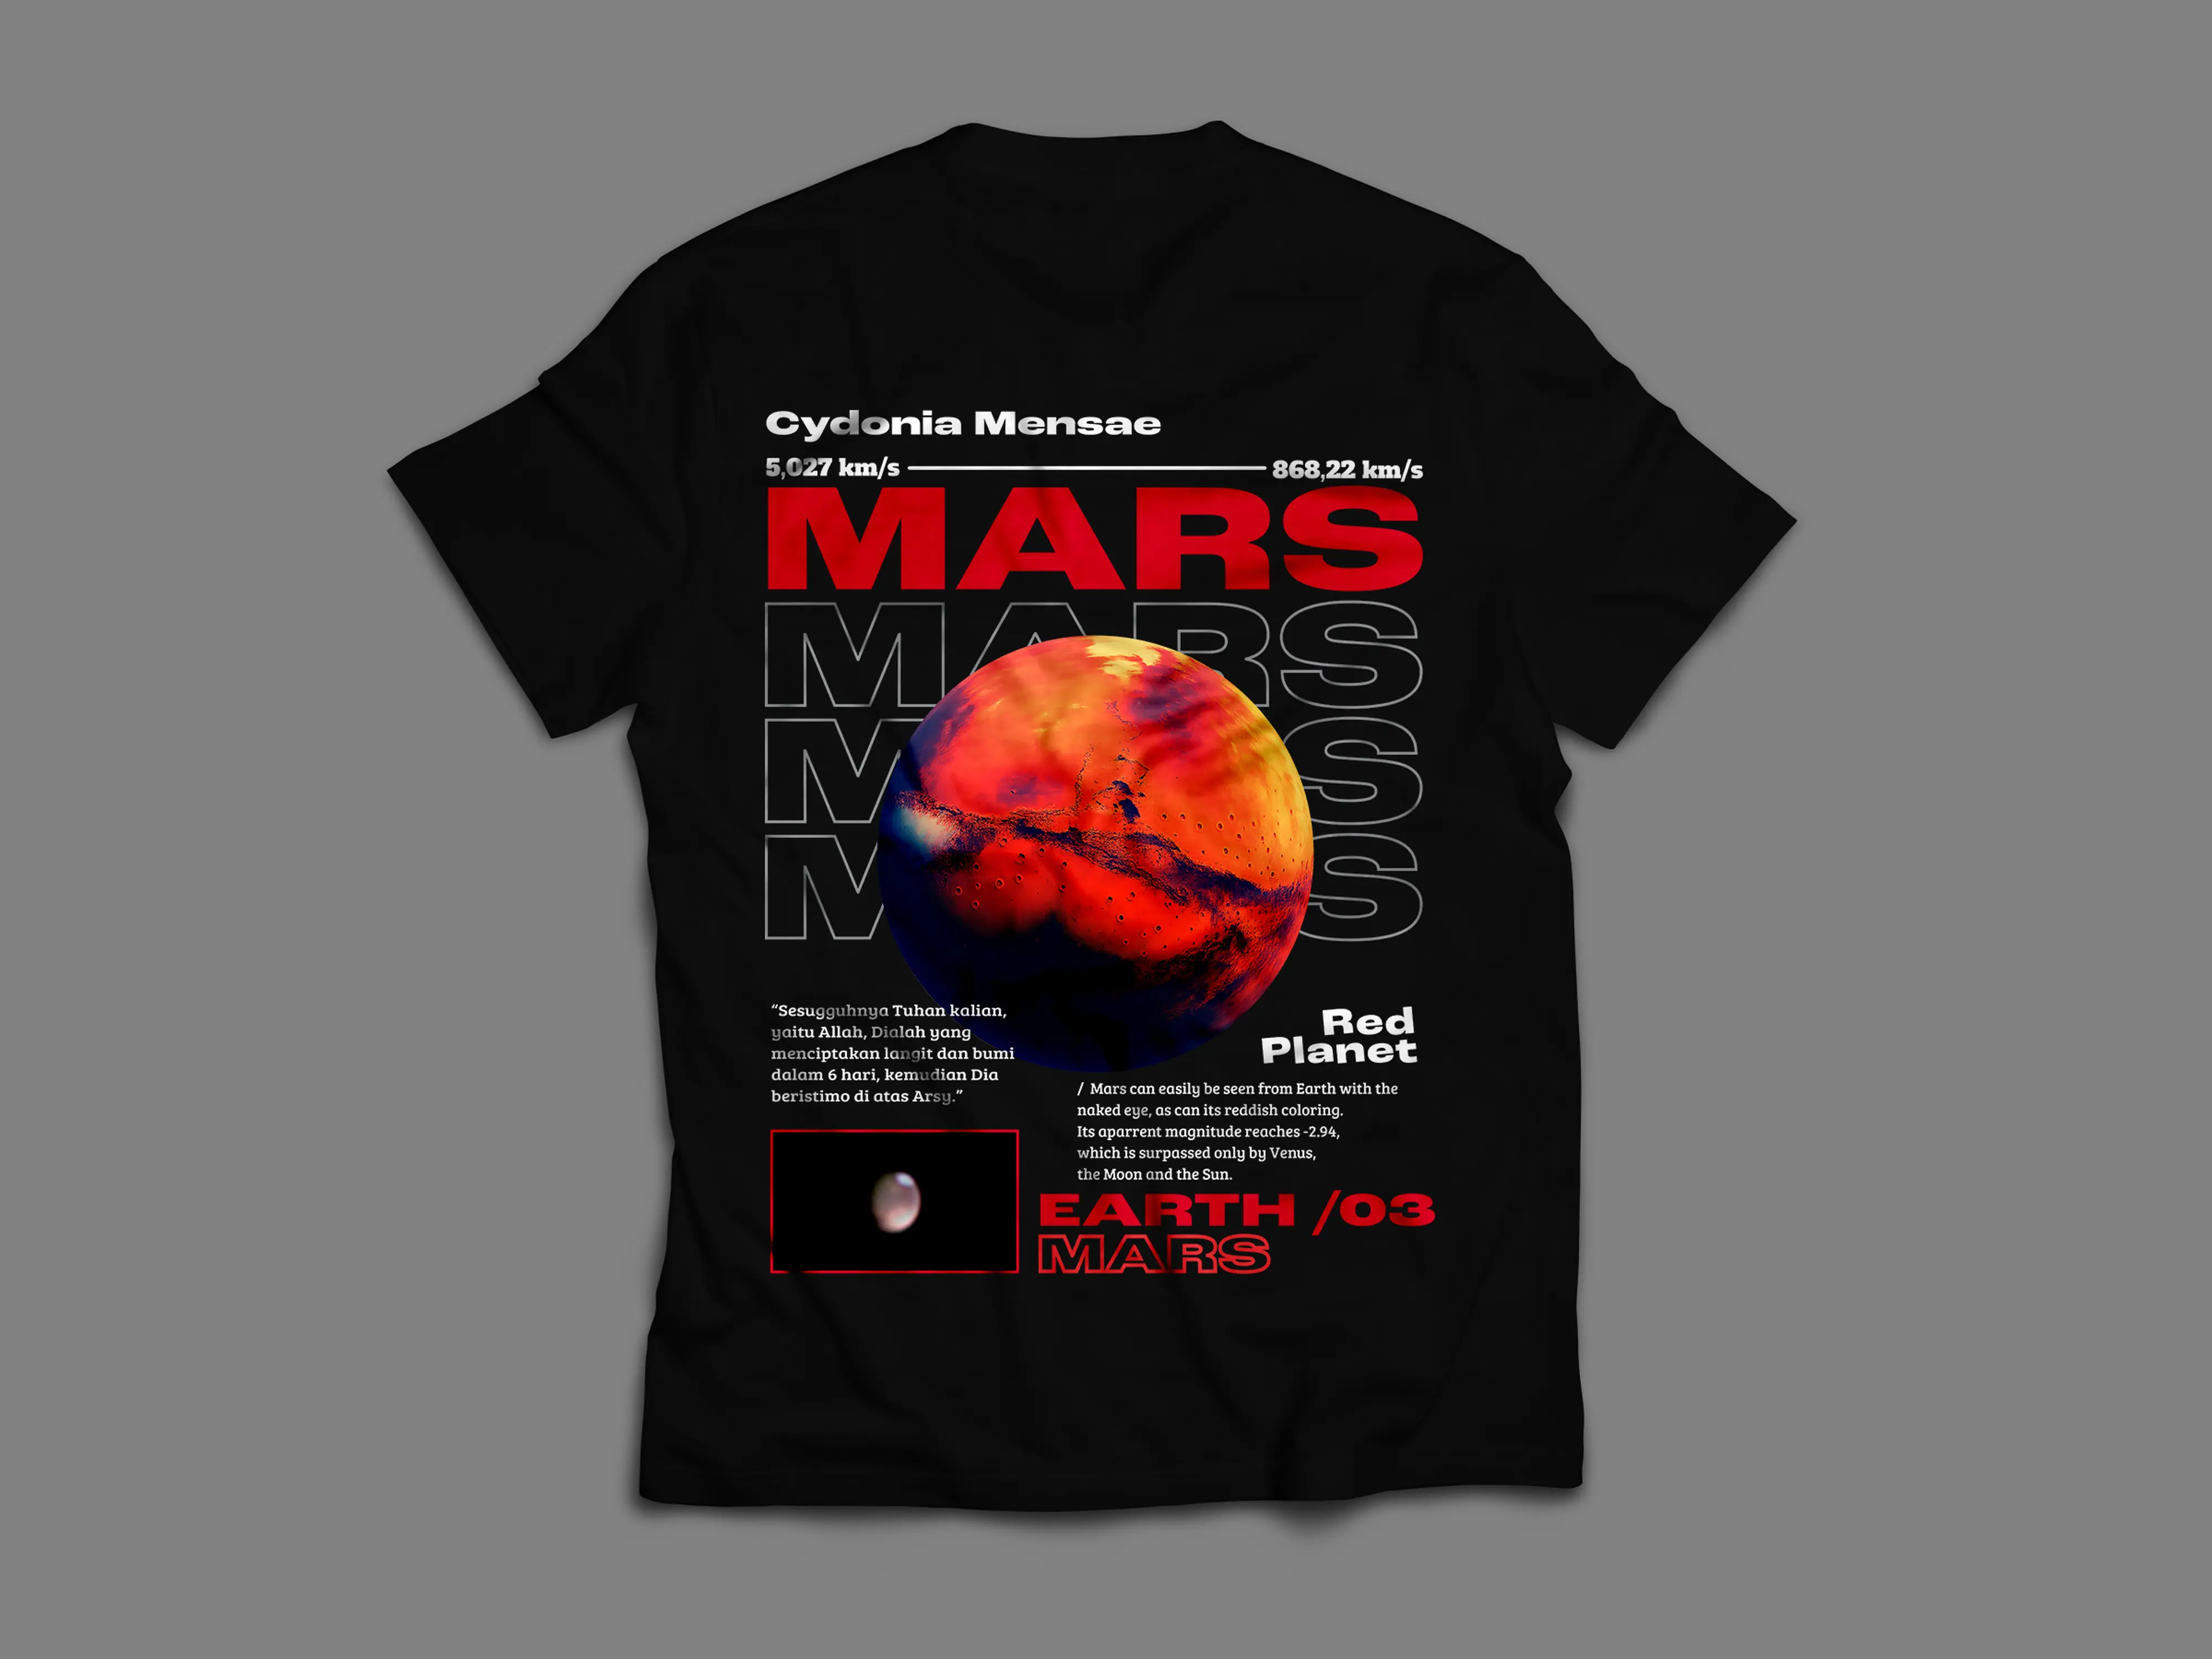 Cydonia Mensae
5,027 km/s 868,22 km/s
MARS
MARS
M S
M S
“Sesugguhnya Tuhan kalian,
yaitu Allah, Dialah yang
menciptakan langit dan bumi
dalam 6 hari, kemudian Dia
beristimo di atas Arsy.”
Red
Planet
/ Mars can easily be seen from Earth with the
naked eye, as can its reddish coloring.
Its aparrent magnitude reaches -2.94,
which is surpassed only by Venus,
the Moon and the Sun.
EARTH /03
MARS